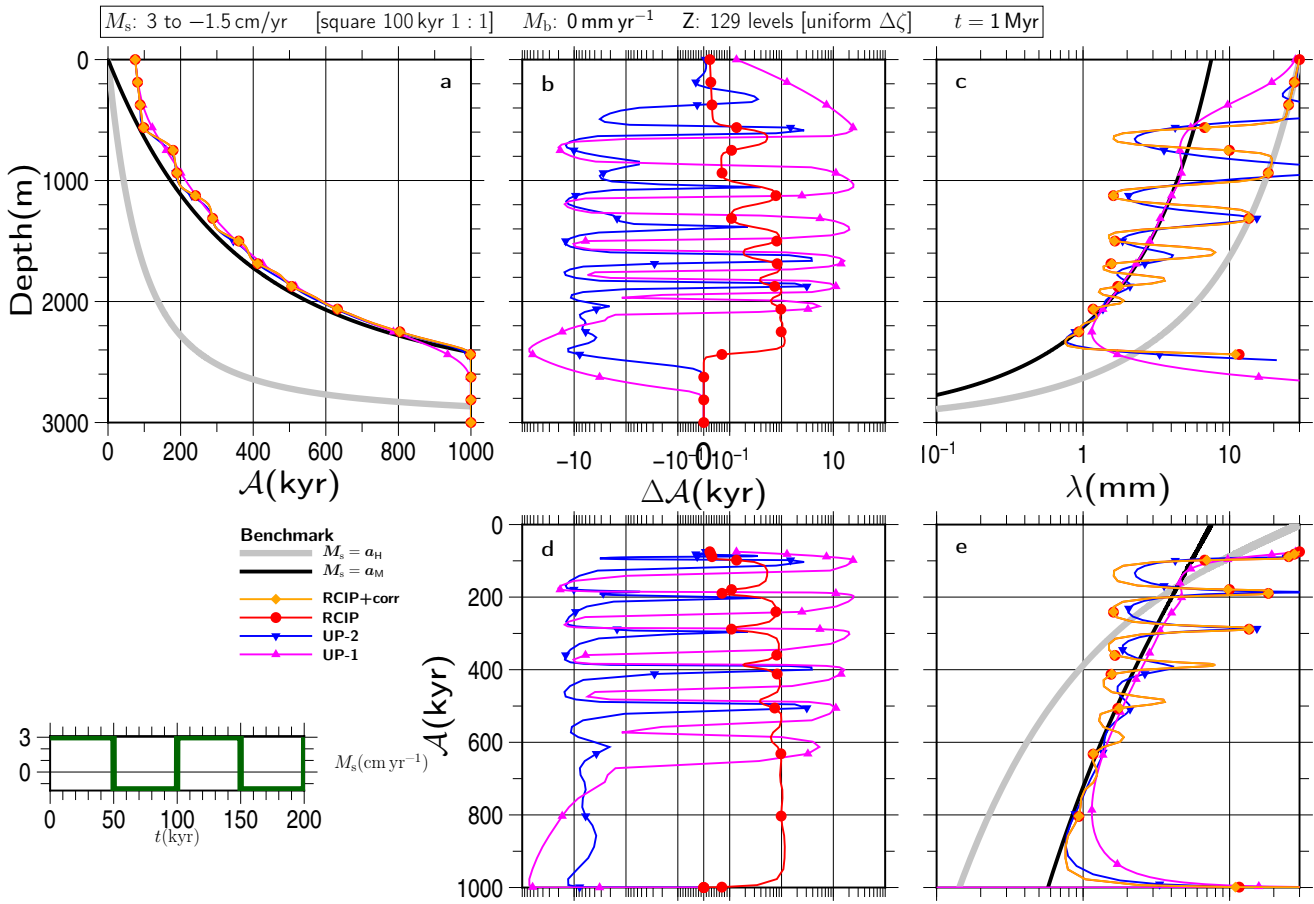 Mₛ: 3 to −1.5 cm/yr [square 100 kyr 1 : 1] M_b: 0 mm yr⁻¹ Z: 129 levels [uniform Δζ] t = 1 Myr
a b c
0
1000
2000
3000
Depth(m)
0 200 400 600 800 1000
𝒜(kyr)
−10 −10⁻¹ 0 10⁻¹ 10
Δ𝒜(kyr)
10⁻¹ 1 10
λ(mm)
Benchmark
Mₛ = a_H
Mₛ = a_M
RCIP+corr
RCIP
UP-2
UP-1
3
0
Mₛ(cm yr⁻¹)
0 50 100 150 200
t(kyr)
d e
0
200
400
600
800
1000
𝒜(kyr)